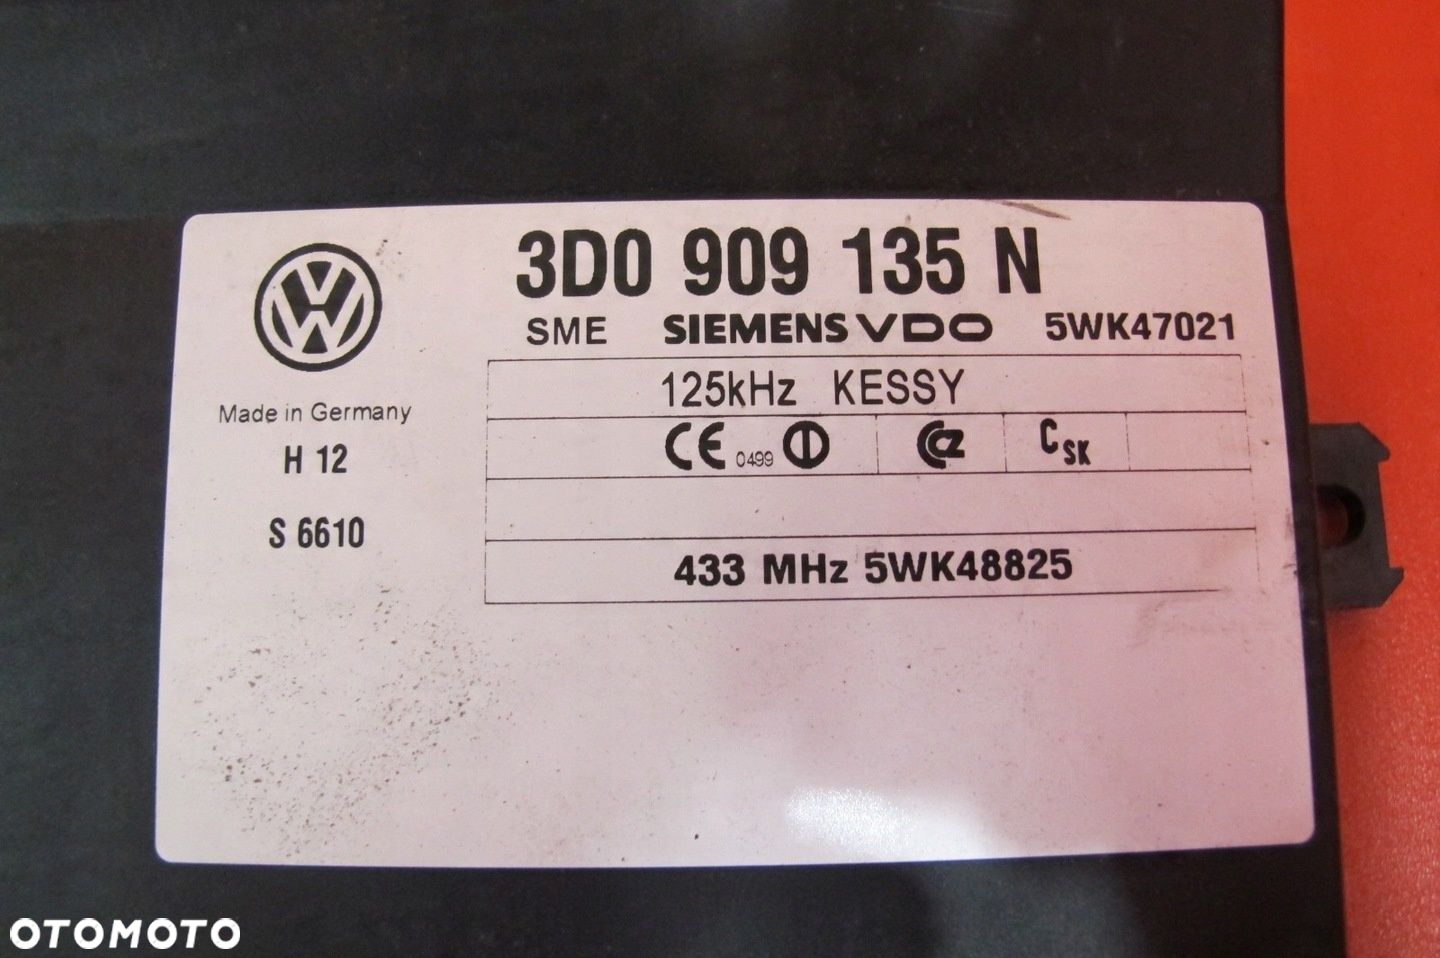 3D0 909 135 N
SME SIEMENS VDO 5WK47021
125kHz KESSY
Made in Germany
CE 0499 CZ CSK
H 12
S 6610
433 MHz 5WK48825
OTOMOTO